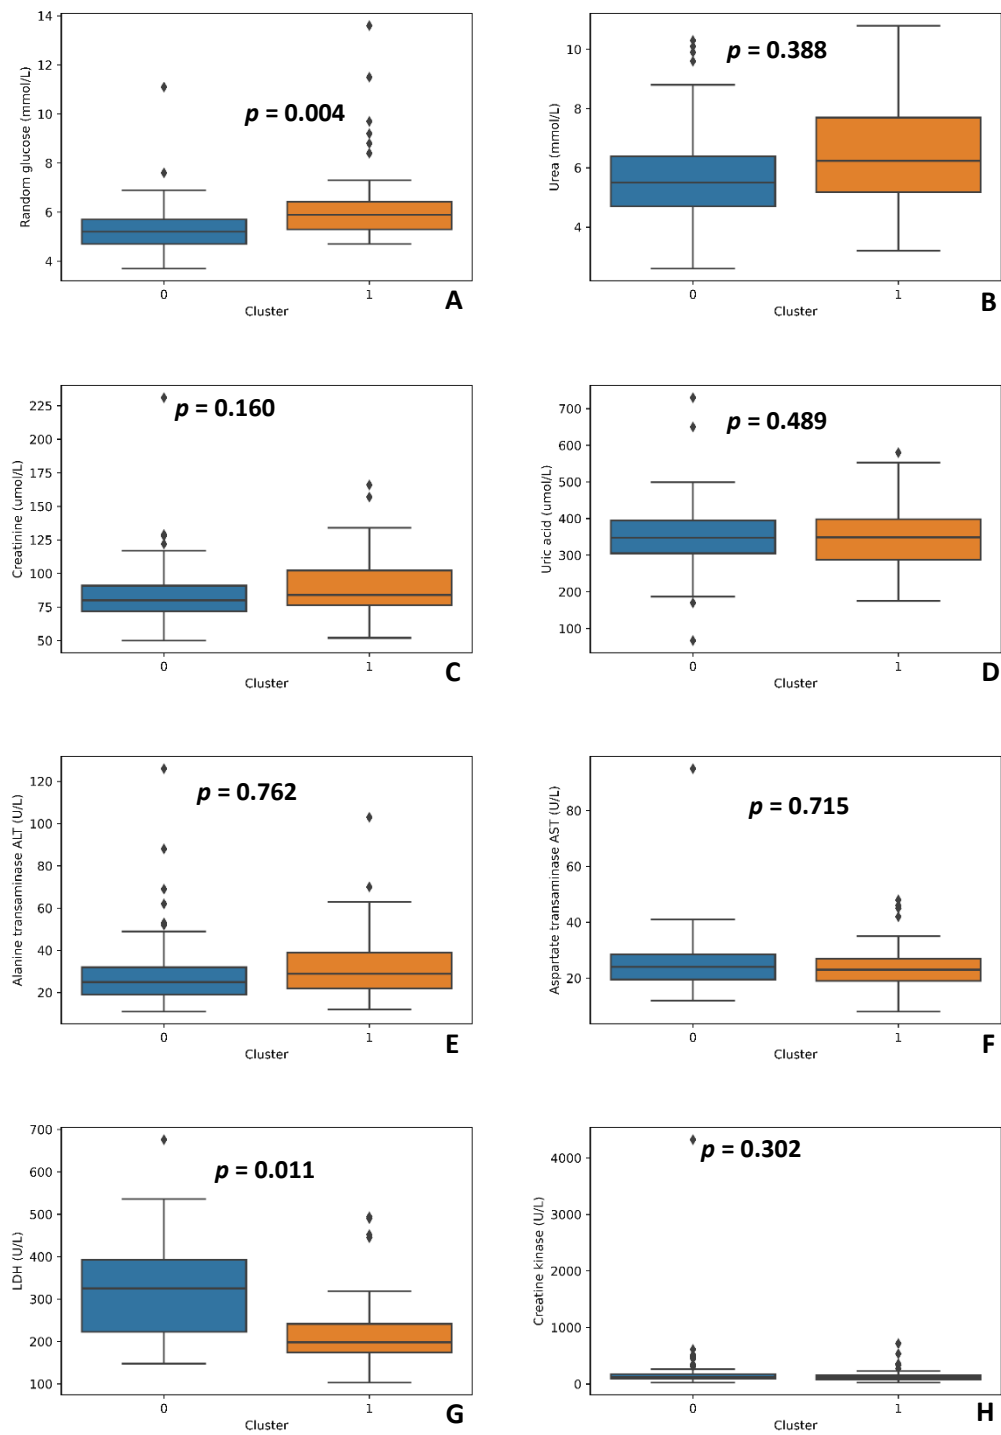 14
12
10
8
6
4
Random glucose (mmol/L)
p = 0.004
0
1
Cluster
A
10
8
6
4
Urea (mmol/L)
p = 0.388
0
1
Cluster
B
225
200
175
150
125
100
75
50
Creatinine (umol/L)
p = 0.160
0
1
Cluster
C
700
600
500
400
300
200
100
Uric acid (umol/L)
p = 0.489
0
1
Cluster
D
120
100
80
60
40
20
Alanine transaminase ALT (U/L)
p = 0.762
0
1
Cluster
E
80
60
40
20
Aspartate transaminase AST (U/L)
p = 0.715
0
1
Cluster
F
700
600
500
400
300
200
100
LDH (U/L)
p = 0.011
0
1
Cluster
G
4000
3000
2000
1000
0
Creatine kinase (U/L)
p = 0.302
0
1
Cluster
H